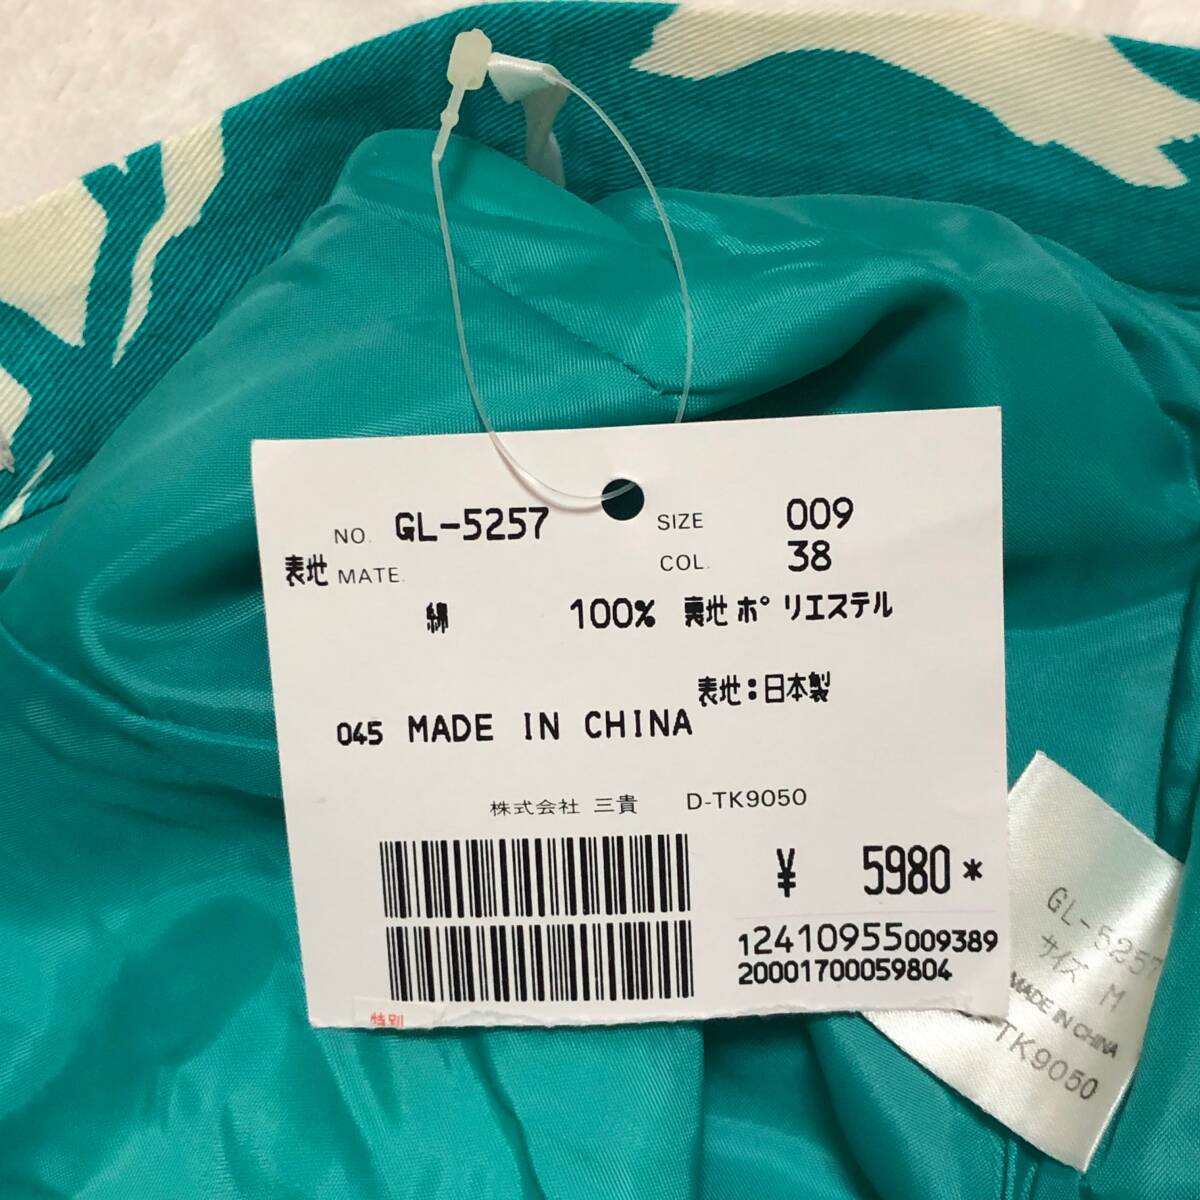 NO. GL-5257 SIZE 009
表地 MATE. COL. 38
綿 100% 裏地 ポリエステル
表地:日本製
045 MADE IN CHINA
株式会社 三貴 D-TK9050
¥ 5980*
12410955009389
20001700059804
特別
GL-5257
サイズ M
MADE IN CHINA
-TK9050